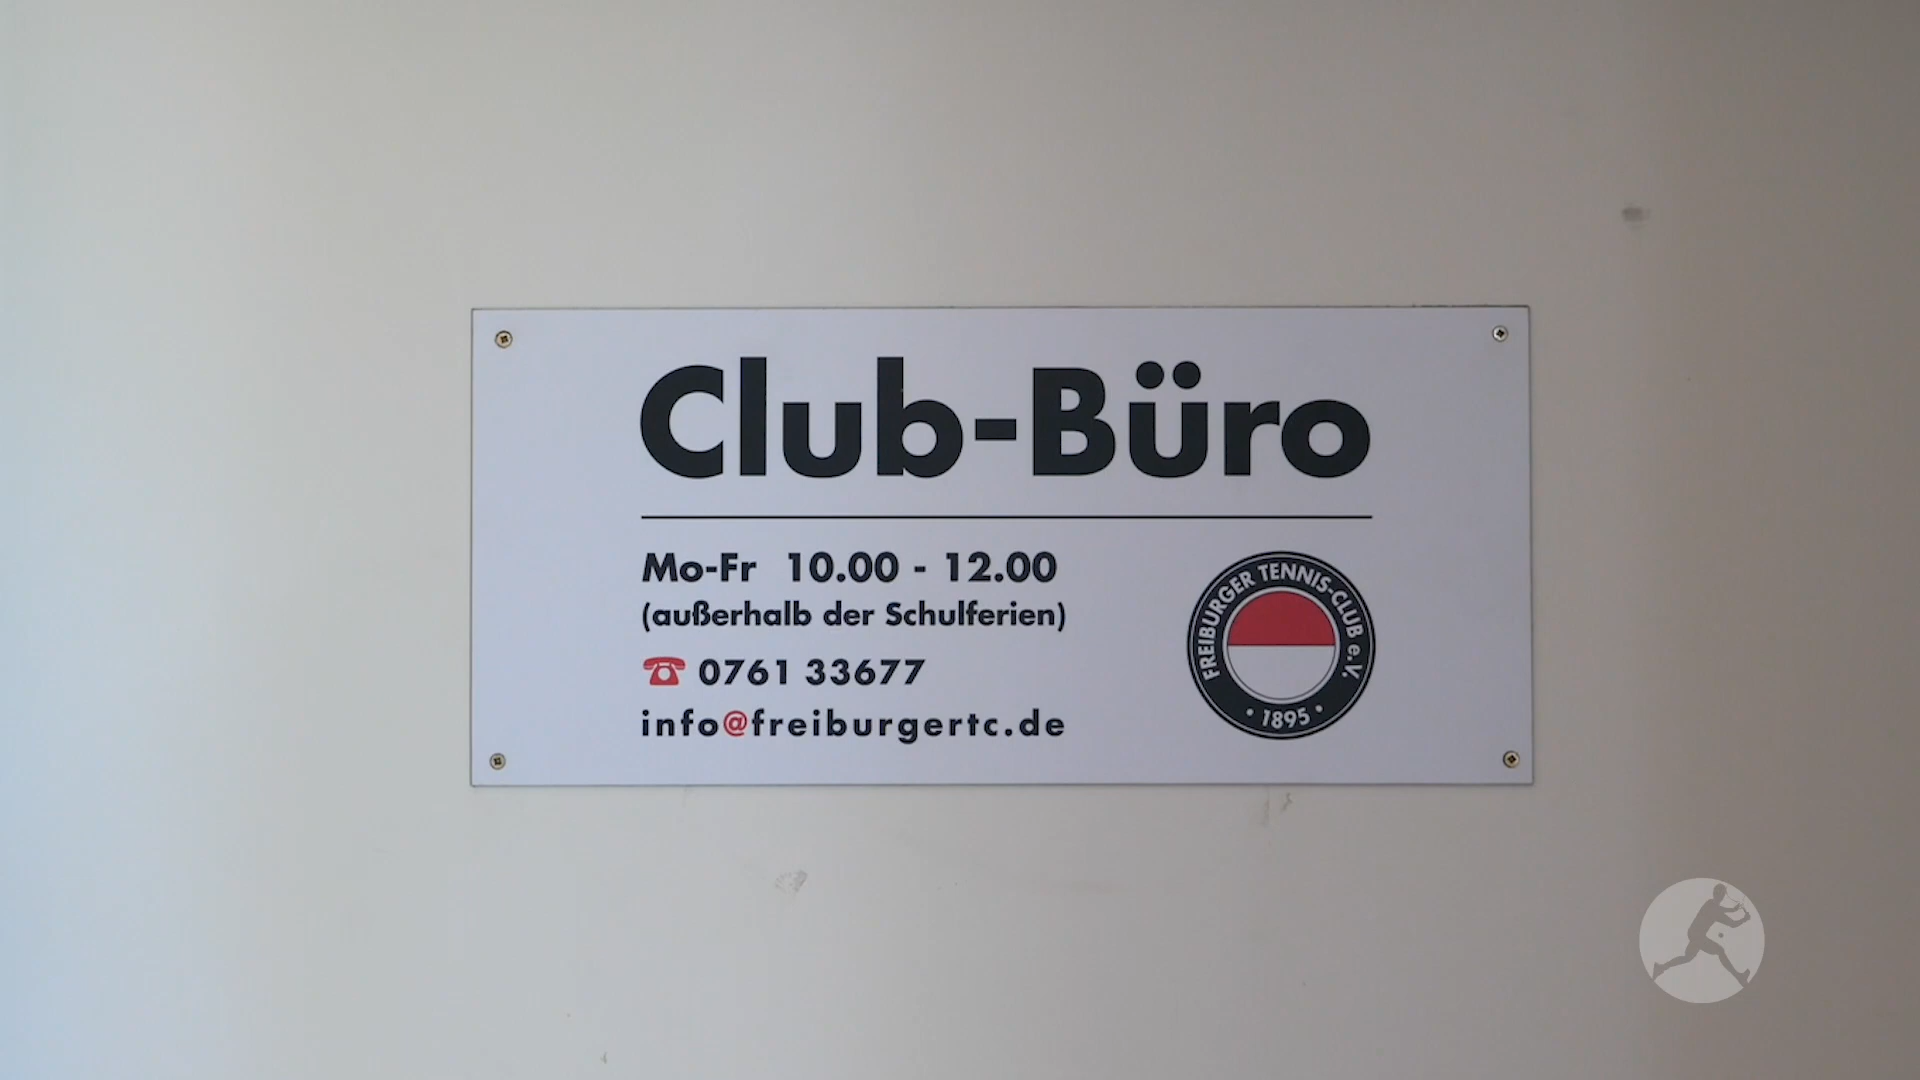 Club-Büro
Mo-Fr 10.00 - 12.00
(außerhalb der Schulferien)
☎ 0761 33677
info@freiburgertc.de
FREIBURGER TENNIS-CLUB e.V.
• 1895 •